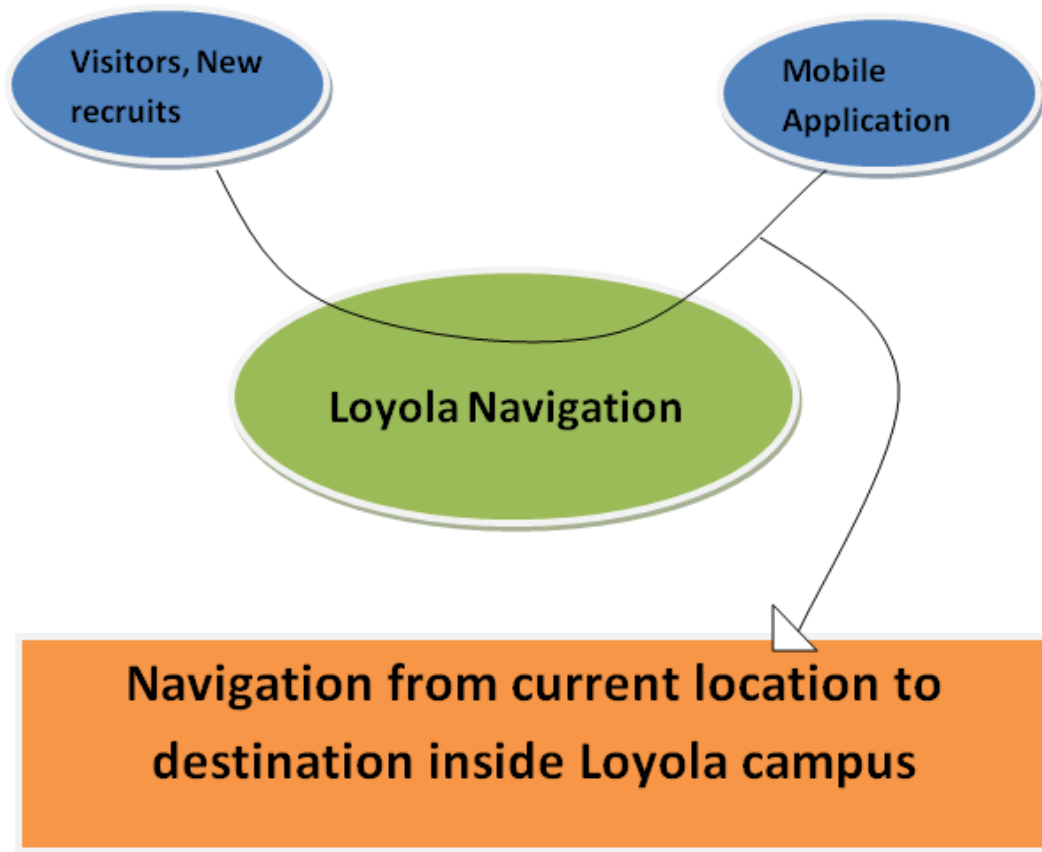 Visitors, New
recruits
Mobile
Application
Loyola Navigation
Navigation from current location to
destination inside Loyola campus